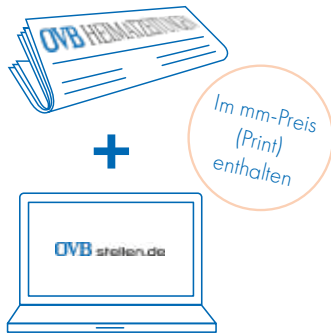 OVB HEIMATZEITUNGEN
+
Im mm-Preis
(Print)
enthalten
OVB stellen.de